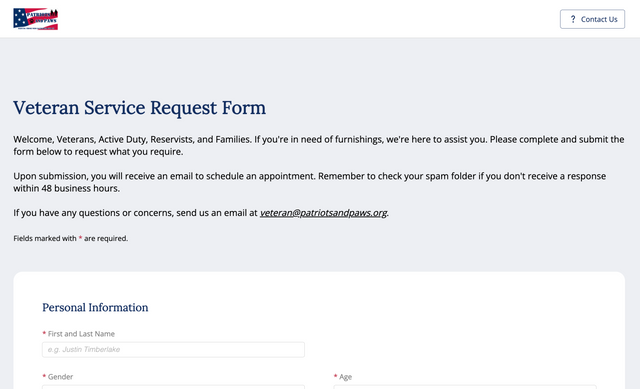 PATRIOTS
PAWS
? Contact Us
Veteran Service Request Form
Welcome, Veterans, Active Duty, Reservists, and Families. If you're in need of furnishings, we're here to assist you. Please complete and submit the
form below to request what you require.
Upon submission, you will receive an email to schedule an appointment. Remember to check your spam folder if you don't receive a response
within 48 business hours.
If you have any questions or concerns, send us an email at veteran@patriotsandpaws.org.
Fields marked with * are required.
Personal Information
* First and Last Name
e.g. Justin Timberlake
* Gender
* Age